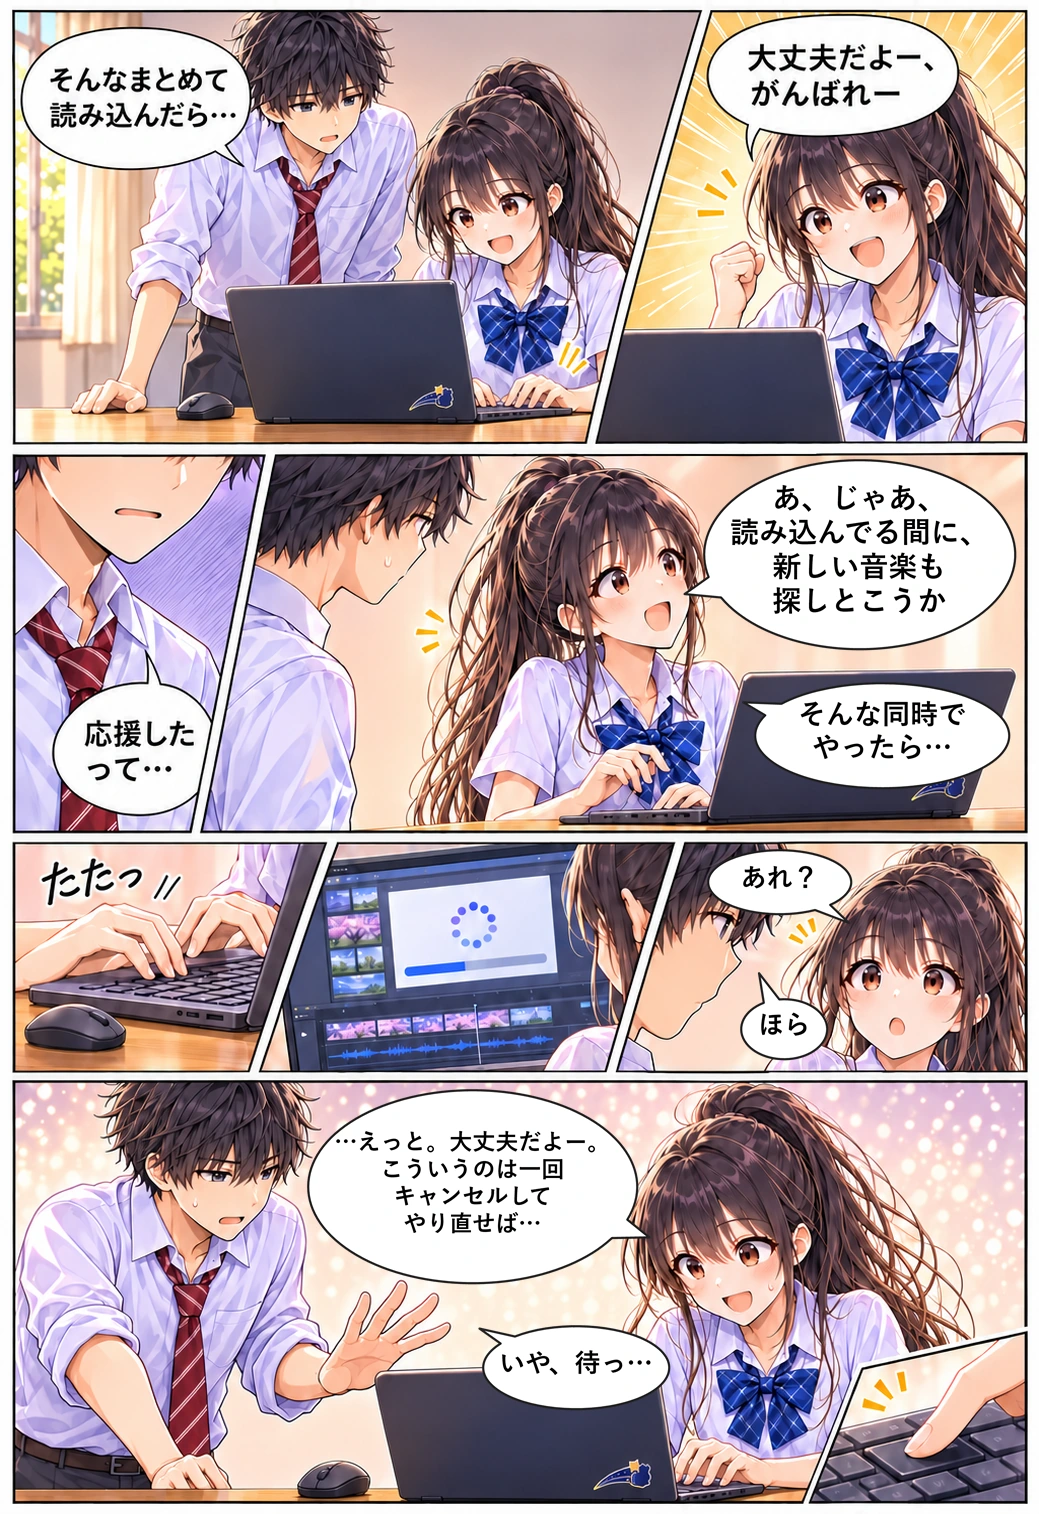 そんなまとめて
読み込んだら…
大丈夫だよー、
がんばれー
応援した
って…
あ、じゃあ、
読み込んでる間に、
新しい音楽も
探しとこうか
そんな同時で
やったら…
たたっ
あれ？
ほら
…えっと。大丈夫だよー。
こういうのは一回
キャンセルして
やり直せば…
いや、待っ…